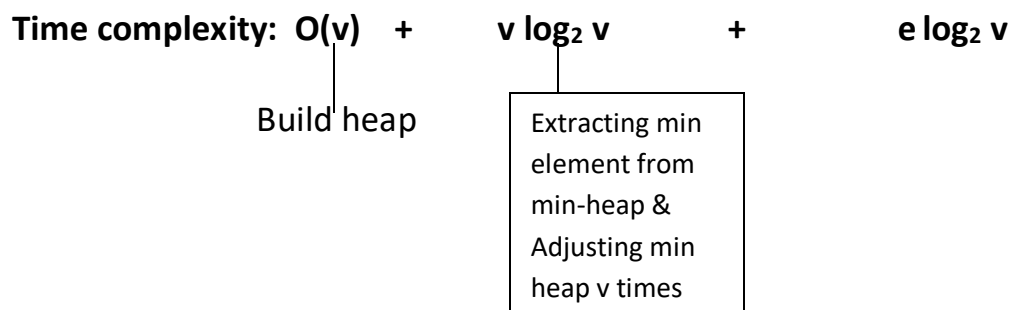 Time complexity: O(v) + v log₂ v + e log₂ v
Build heap
Extracting min
element from
min-heap &
Adjusting min
heap v times